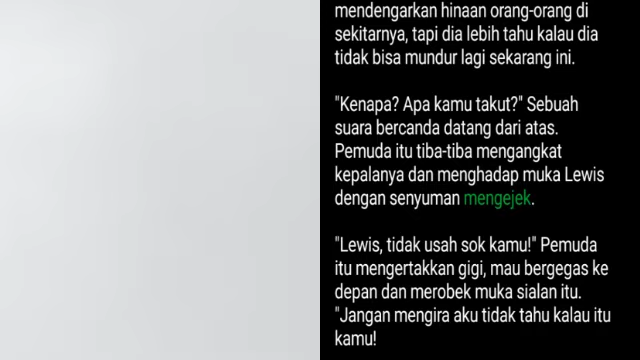 mendengarkan hinaan orang-orang di
sekitarnya, tapi dia lebih tahu kalau dia
tidak bisa mundur lagi sekarang ini.
"Kenapa? Apa kamu takut?" Sebuah
suara bercanda datang dari atas.
Pemuda itu tiba-tiba mengangkat
kepalanya dan menghadap muka Lewis
dengan senyuman mengejek.
"Lewis, tidak usah sok kamu!" Pemuda
itu mengertakkan gigi, mau bergegas ke
depan dan merobek muka sialan itu.
"Jangan mengira aku tidak tahu kalau itu
kamu!